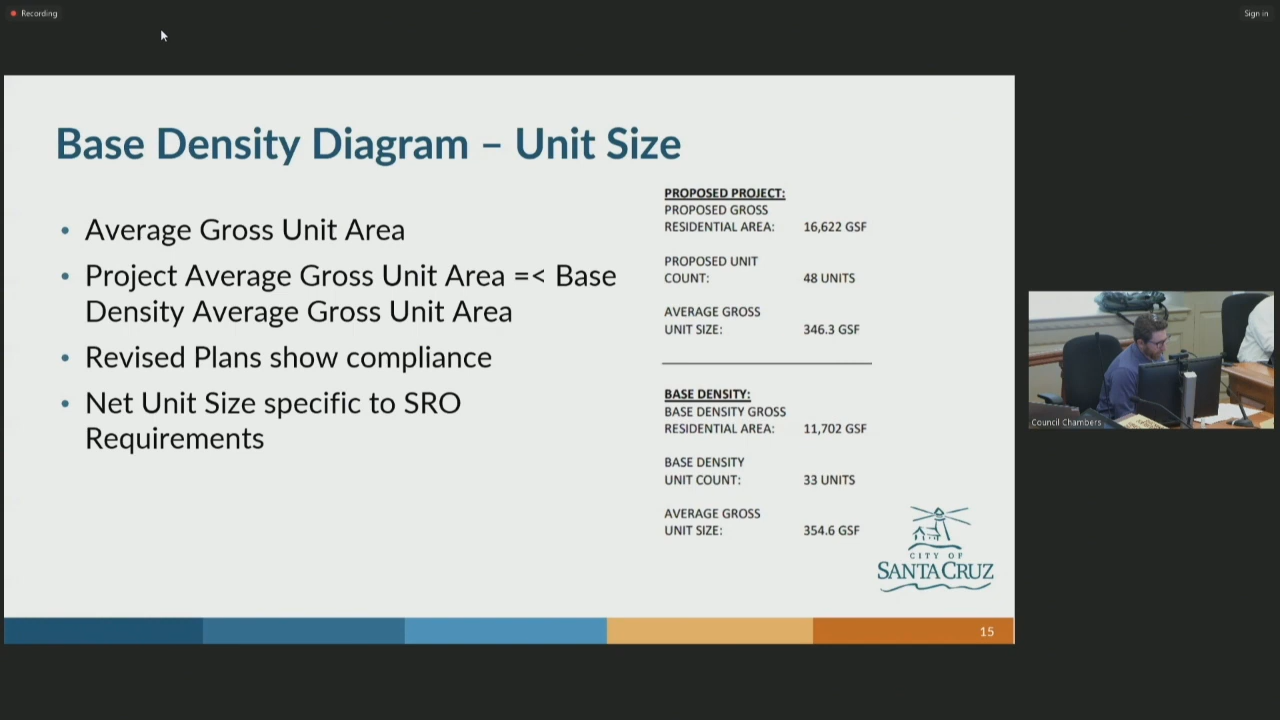 Recording
Sign in
Base Density Diagram – Unit Size
• Average Gross Unit Area
• Project Average Gross Unit Area =< Base
Density Average Gross Unit Area
• Revised Plans show compliance
• Net Unit Size specific to SRO
Requirements
PROPOSED PROJECT:
PROPOSED GROSS
RESIDENTIAL AREA: 16,622 GSF
PROPOSED UNIT
COUNT: 48 UNITS
AVERAGE GROSS
UNIT SIZE: 346.3 GSF
BASE DENSITY:
BASE DENSITY GROSS
RESIDENTIAL AREA: 11,702 GSF
BASE DENSITY
UNIT COUNT: 33 UNITS
AVERAGE GROSS
UNIT SIZE: 354.6 GSF
CITY OF
SANTA CRUZ
15
Council Chambers